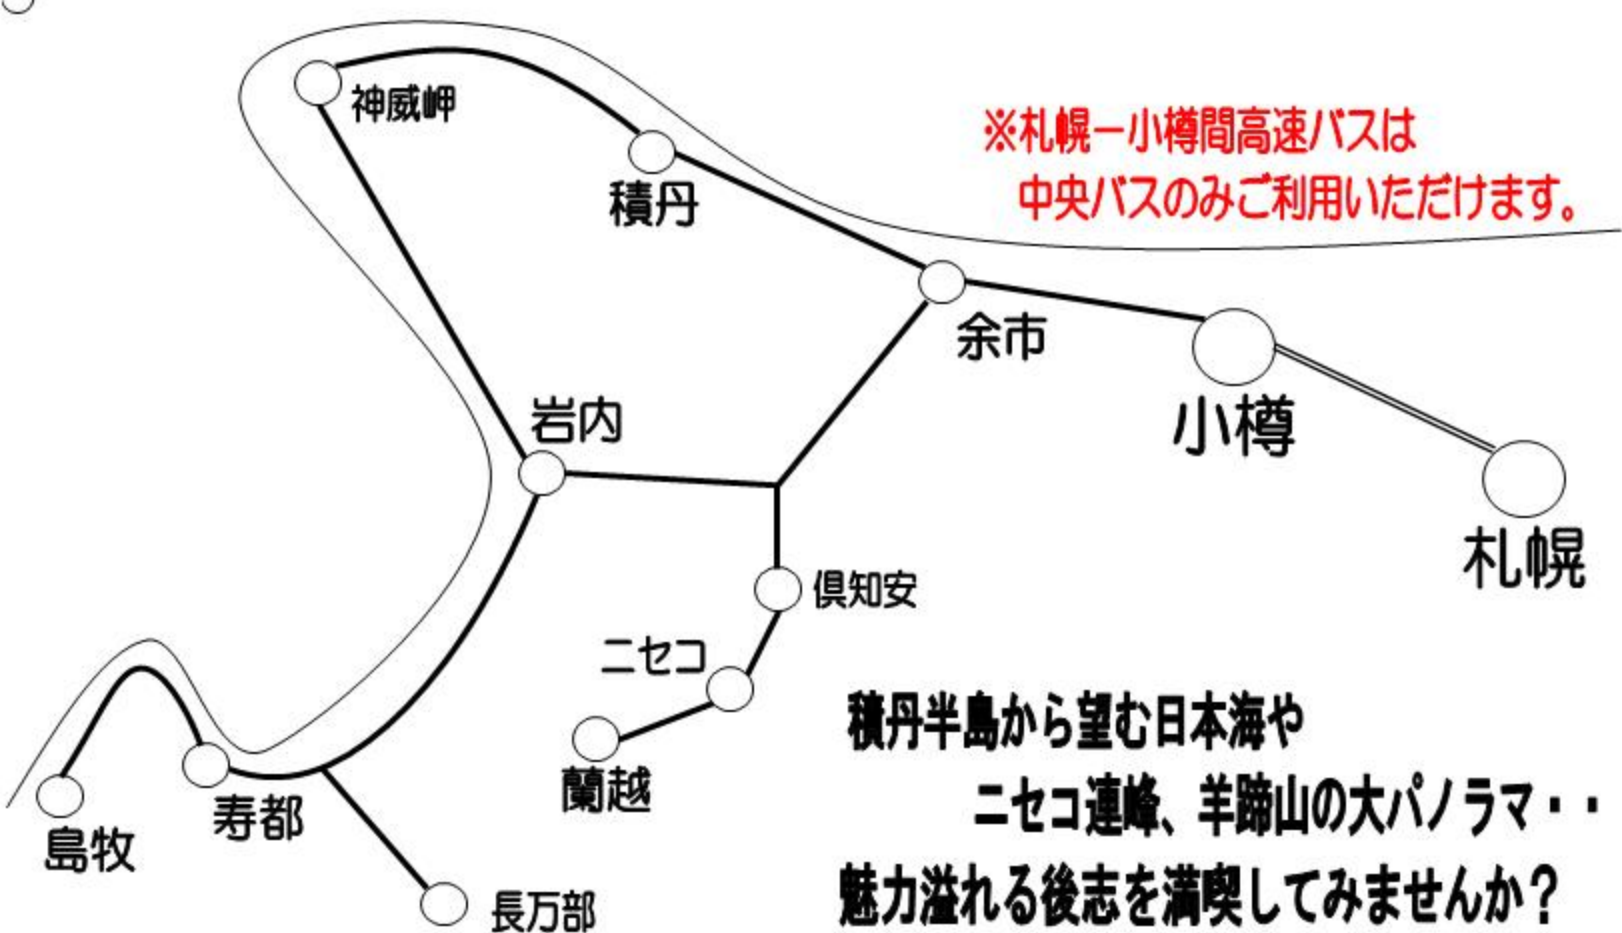 神威岬
積丹
※札幌ー小樽間高速バスは
中央バスのみご利用いただけます。
余市
小樽
岩内
札幌
倶知安
ニセコ
蘭越
寿都
島牧
長万部
積丹半島から望む日本海や
ニセコ連峰、羊蹄山の大パノラマ・・
魅力溢れる後志を満喫してみませんか？